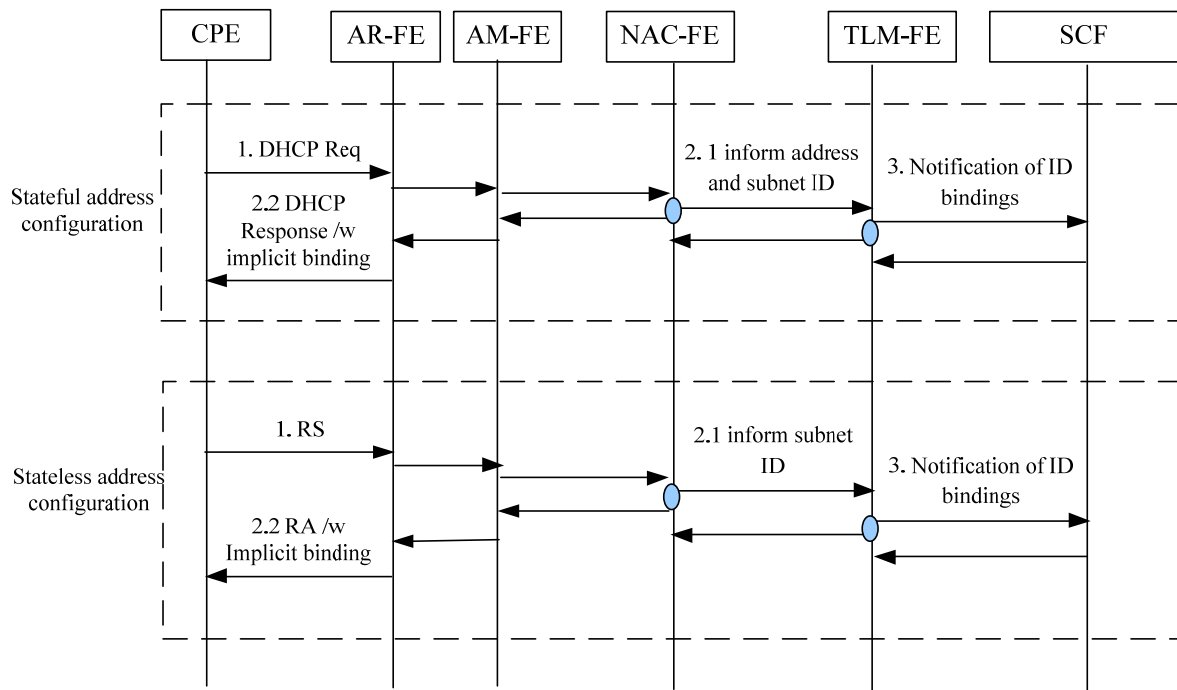 CPE
AR-FE
AM-FE
NAC-FE
TLM-FE
SCF
Stateful address
configuration
1. DHCP Req
2.2 DHCP
Response /w
implicit binding
2. 1 inform address
and subnet ID
3. Notification of ID
bindings
Stateless address
configuration
1. RS
2.2 RA /w
Implicit binding
2.1 inform subnet
ID
3. Notification of ID
bindings